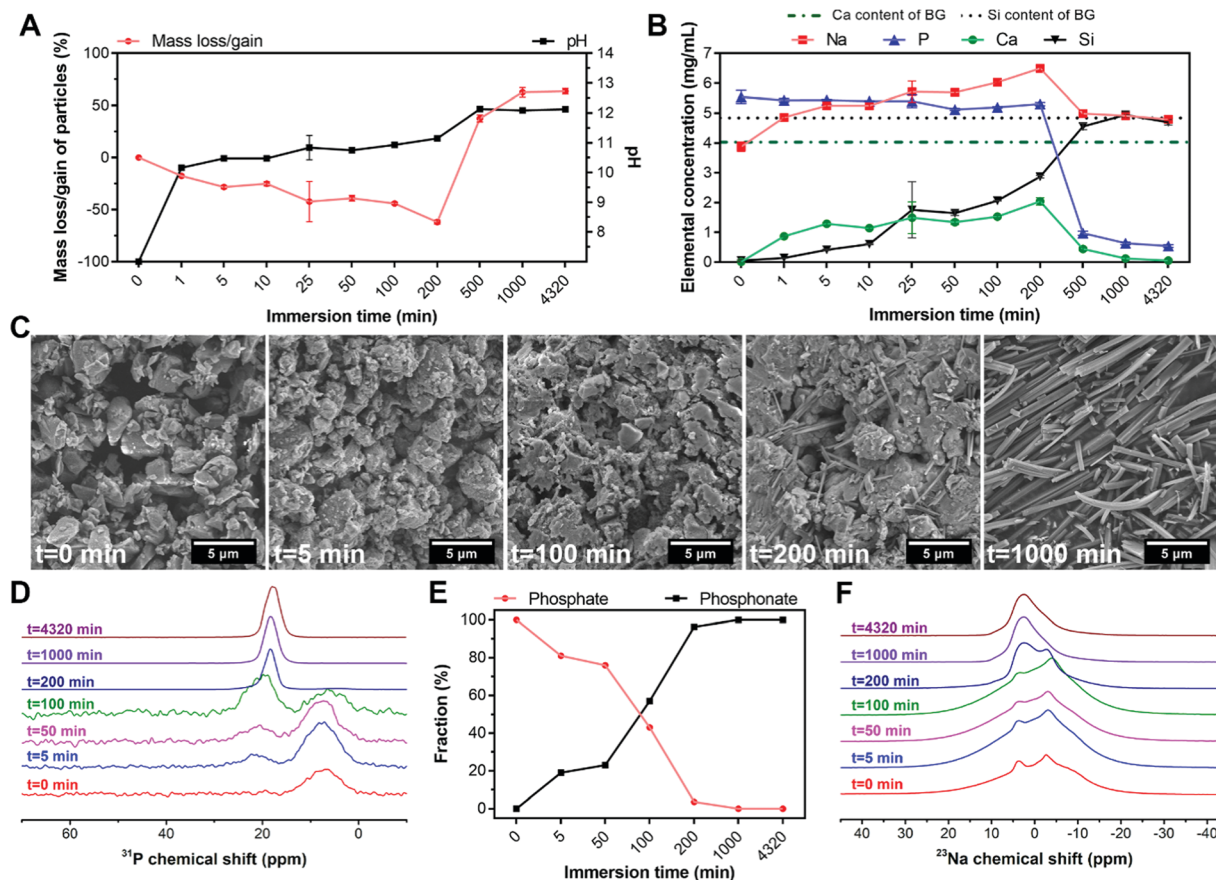 A
Mass loss/gain
pH
Mass loss/gain of particles (%)
100
50
0
-50
-100
14
13
12
11
10
9
8
pH
0
1
5
10
25
50
100
200
500
1000
4320
Immersion time (min)
B
Ca content of BG
Si content of BG
Na
P
Ca
Si
Elemental concentration (mg/mL)
7
6
5
4
3
2
1
0
0
1
5
10
25
50
100
200
500
1000
4320
Immersion time (min)
C
t=0 min
5 µm
t=5 min
5 µm
t=100 min
5 µm
t=200 min
5 µm
t=1000 min
5 µm
D
t=4320 min
t=1000 min
t=200 min
t=100 min
t=50 min
t=5 min
t=0 min
60
40
20
0
³¹P chemical shift (ppm)
E
Phosphate
Phosphonate
Fraction (%)
100
80
60
40
20
0
0
5
50
100
200
1000
4320
Immersion time (min)
F
t=4320 min
t=1000 min
t=200 min
t=100 min
t=50 min
t=5 min
t=0 min
40
30
20
10
0
-10
-20
-30
-40
²³Na chemical shift (ppm)